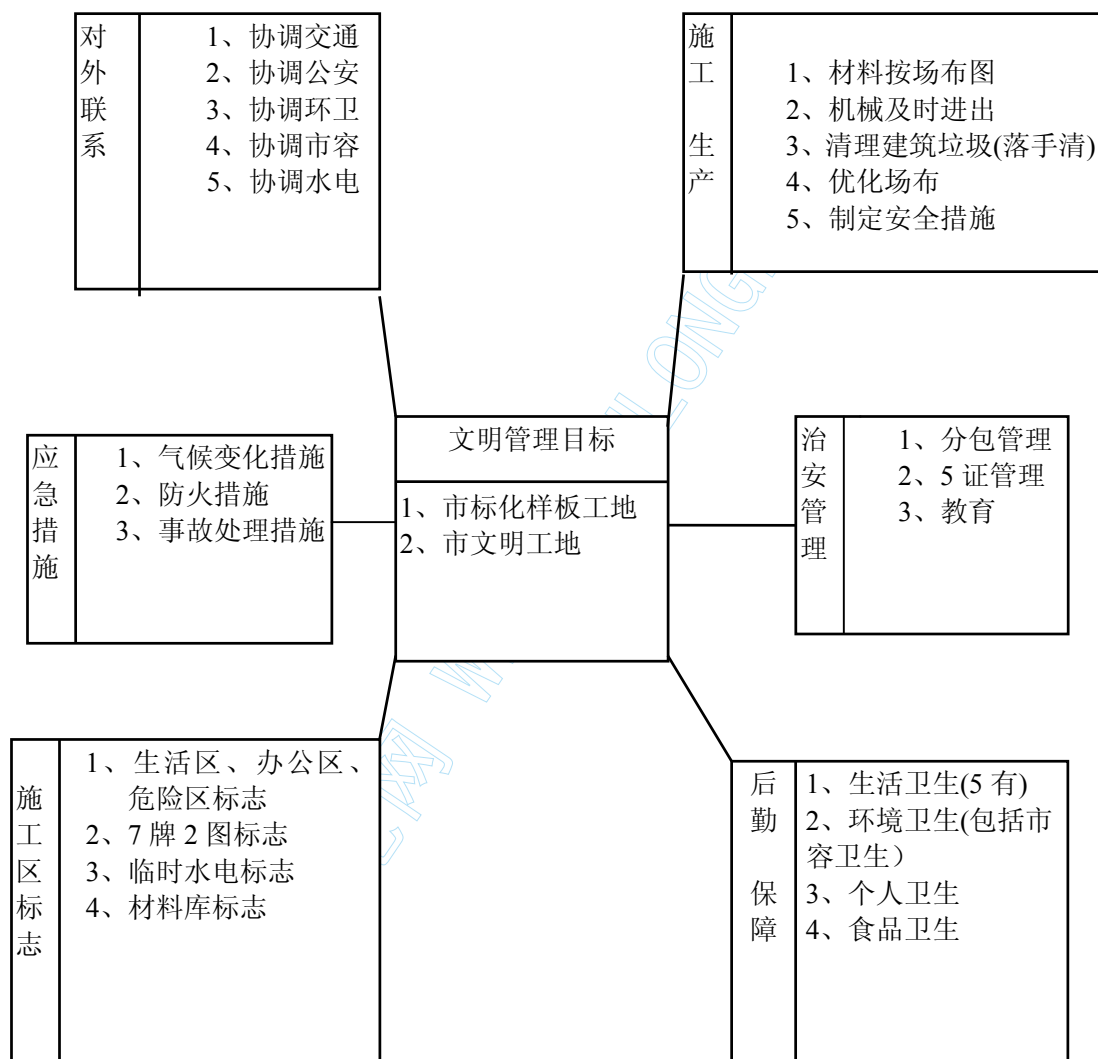 对外联系
1、协调交通
2、协调公安
3、协调环卫
4、协调市容
5、协调水电
施工 生产
1、材料按场布图
2、机械及时进出
3、清理建筑垃圾(落手清)
4、优化场布
5、制定安全措施
应急措施
1、气候变化措施
2、防火措施
3、事故处理措施
文明管理目标
1、市标化样板工地
2、市文明工地
治安管理
1、分包管理
2、5 证管理
3、教育
施工区标志
1、生活区、办公区、
危险区标志
2、7 牌 2 图标志
3、临时水电标志
4、材料库标志
后勤 保障
1、生活卫生(5 有)
2、环境卫生(包括市
容卫生）
3、个人卫生
4、食品卫生